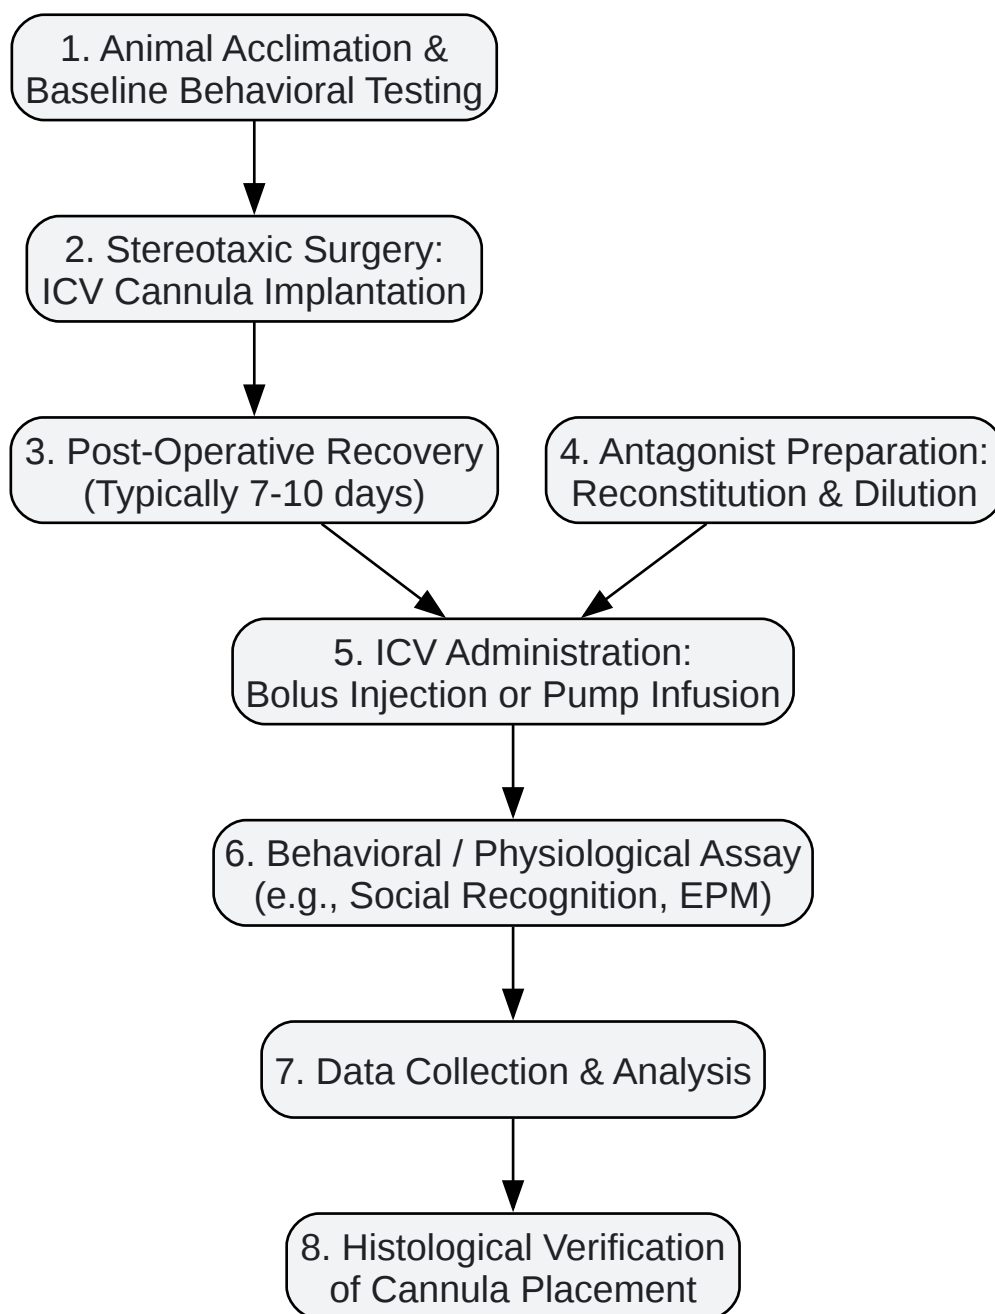 1. Animal Acclimation &
Baseline Behavioral Testing
2. Stereotaxic Surgery:
ICV Cannula Implantation
3. Post-Operative Recovery
(Typically 7-10 days)
4. Antagonist Preparation:
Reconstitution & Dilution
5. ICV Administration:
Bolus Injection or Pump Infusion
6. Behavioral / Physiological Assay
(e.g., Social Recognition, EPM)
7. Data Collection & Analysis
8. Histological Verification
of Cannula Placement